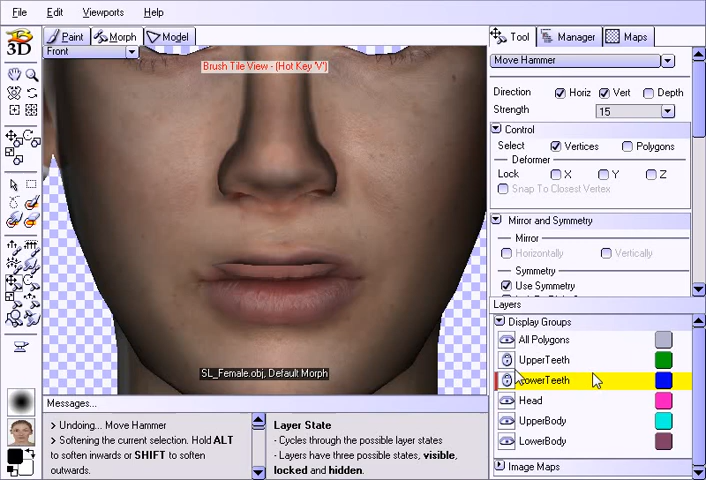 File Edit Viewports Help
3D Paint Morph Model Tool Manager Maps
Front
Brush Tile View - (Hot Key 'V')
Move Hammer
Direction Horiz Vert Depth
Strength 15
Control
Select Vertices Polygons
Deformer
Lock X Y Z
Snap To Closest Vertex
Mirror and Symmetry
Mirror
Horizontally Vertically
Symmetry
Use Symmetry
Layers
Display Groups
All Polygons
UpperTeeth
LowerTeeth
Head
UpperBody
LowerBody
Image Maps
SL_Female.obj, Default Morph
Messages...
> Undoing... Move Hammer
> Softening the current selection. Hold ALT
to soften inwards or SHIFT to soften
outwards.
Layer State
- Cycles through the possible layer states
- Layers have three possible states, visible,
locked and hidden.